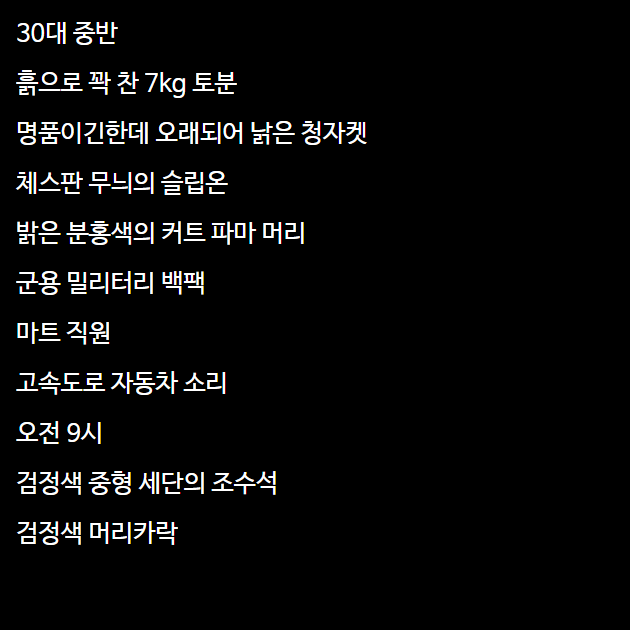 30대 중반
흙으로 꽉 찬 7kg 토분
명품이긴한데 오래되어 낡은 청자켓
체스판 무늬의 슬립온
밝은 분홍색의 커트 파마 머리
군용 밀리터리 백팩
마트 직원
고속도로 자동차 소리
오전 9시
검정색 중형 세단의 조수석
검정색 머리카락